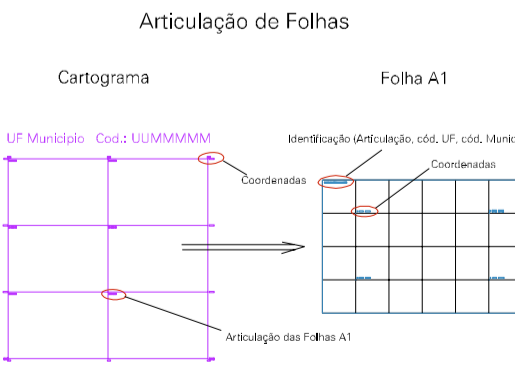 Articulação de Folhas
Cartograma
Folha A1
UF Municipio Cod.: UUMMMMM
Identificação (Articulação, cód. UF, cód. Munic
Coordenadas
Coordenadas
Articulação das Folhas A1